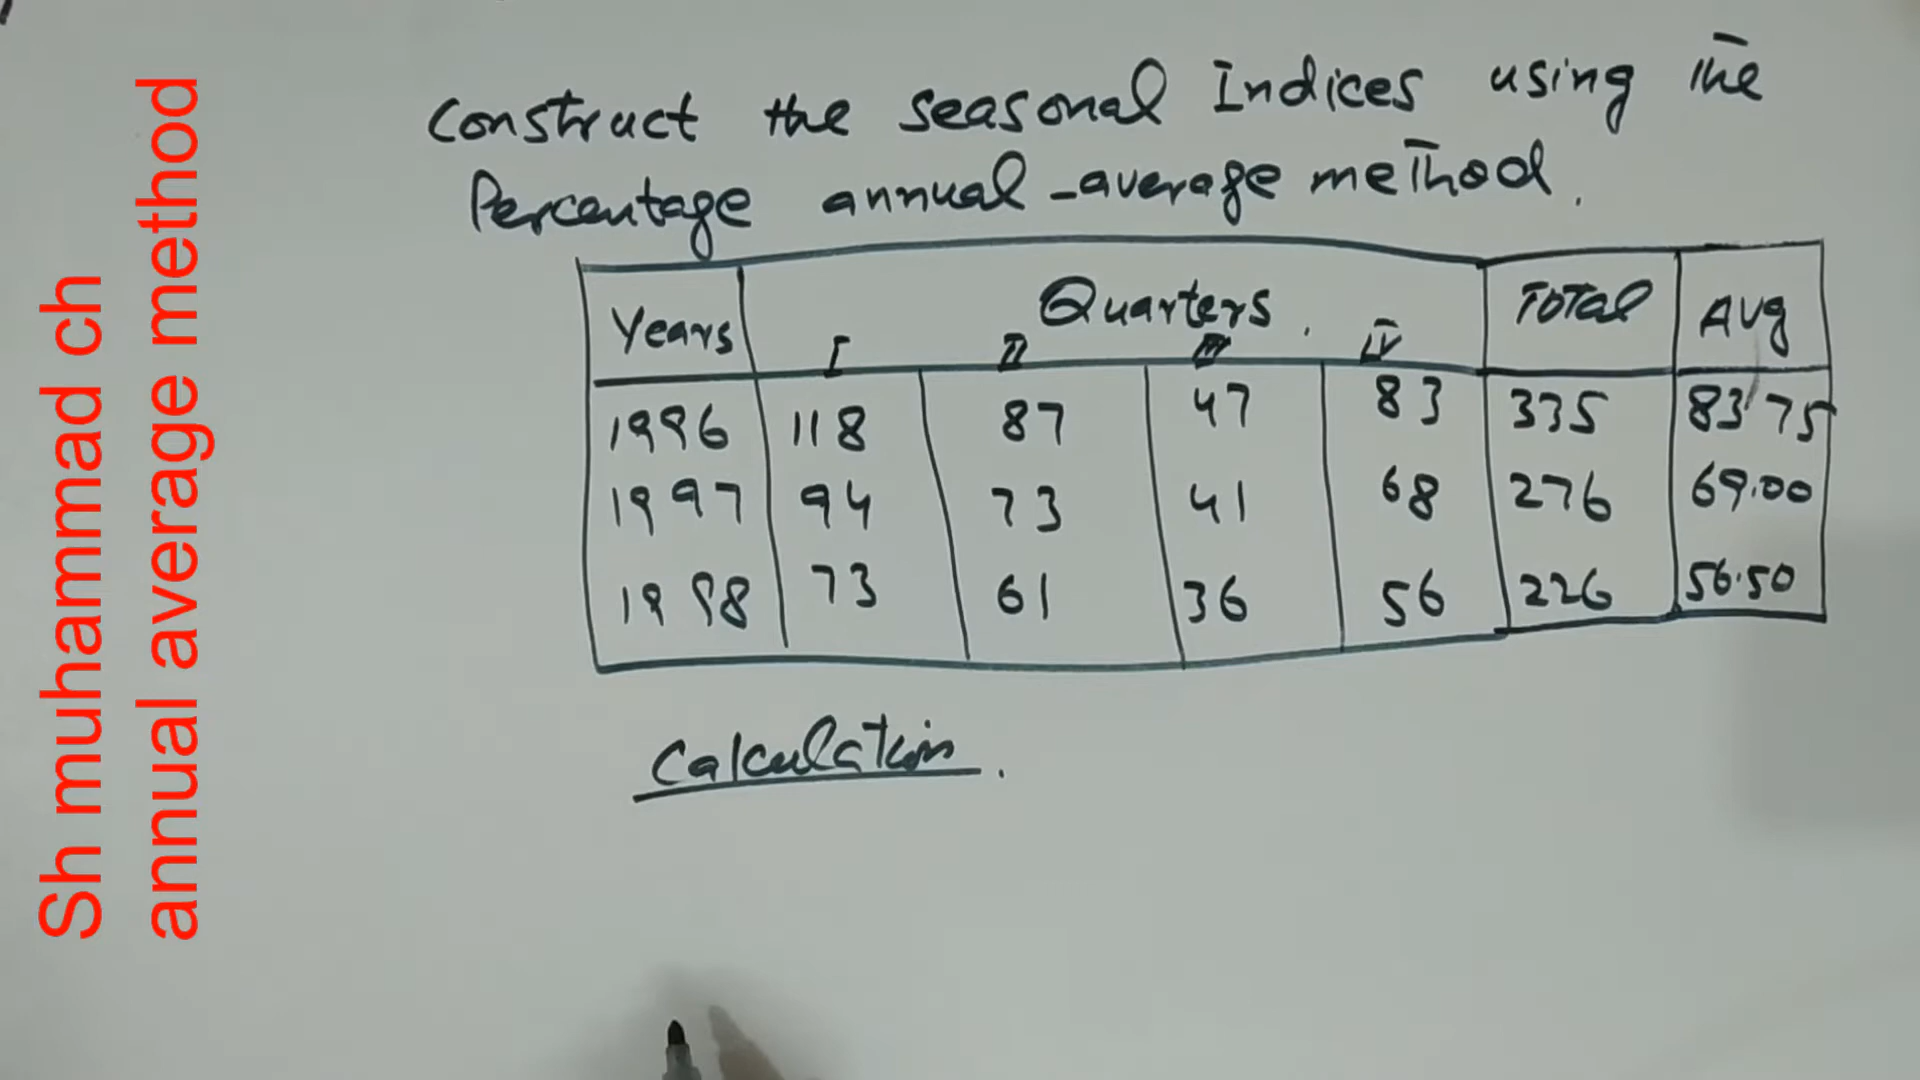 Sh muhammad ch
annual average method
Construct the seasonal Indices using the
Percentage annual-average method.
Years Quarters. Total Avg
I II III IV
1996 118 87 47 83 335 83.75
1997 94 73 41 68 276 69.00
1998 73 61 36 56 226 56.50
Calculation.